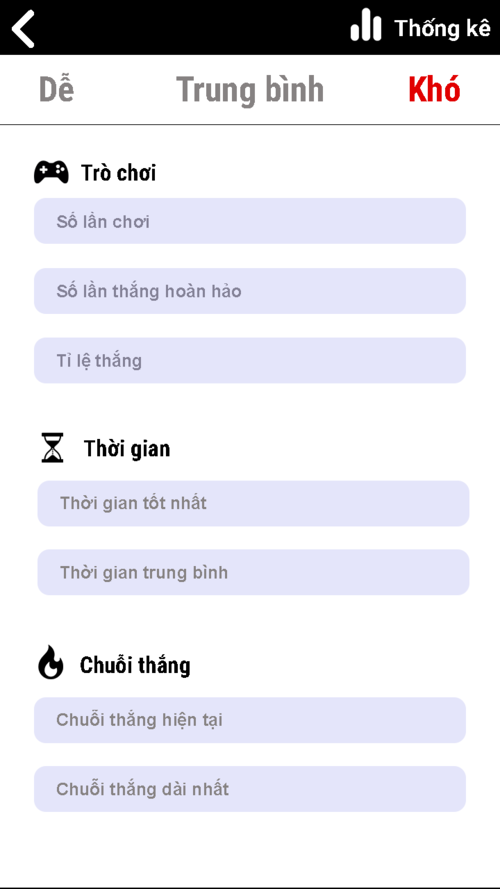 Thống kê
Dễ Trung bình Khó
Trò chơi
Số lần chơi
Số lần thắng hoàn hảo
Tỉ lệ thắng
Thời gian
Thời gian tốt nhất
Thời gian trung bình
Chuỗi thắng
Chuỗi thắng hiện tại
Chuỗi thắng dài nhất